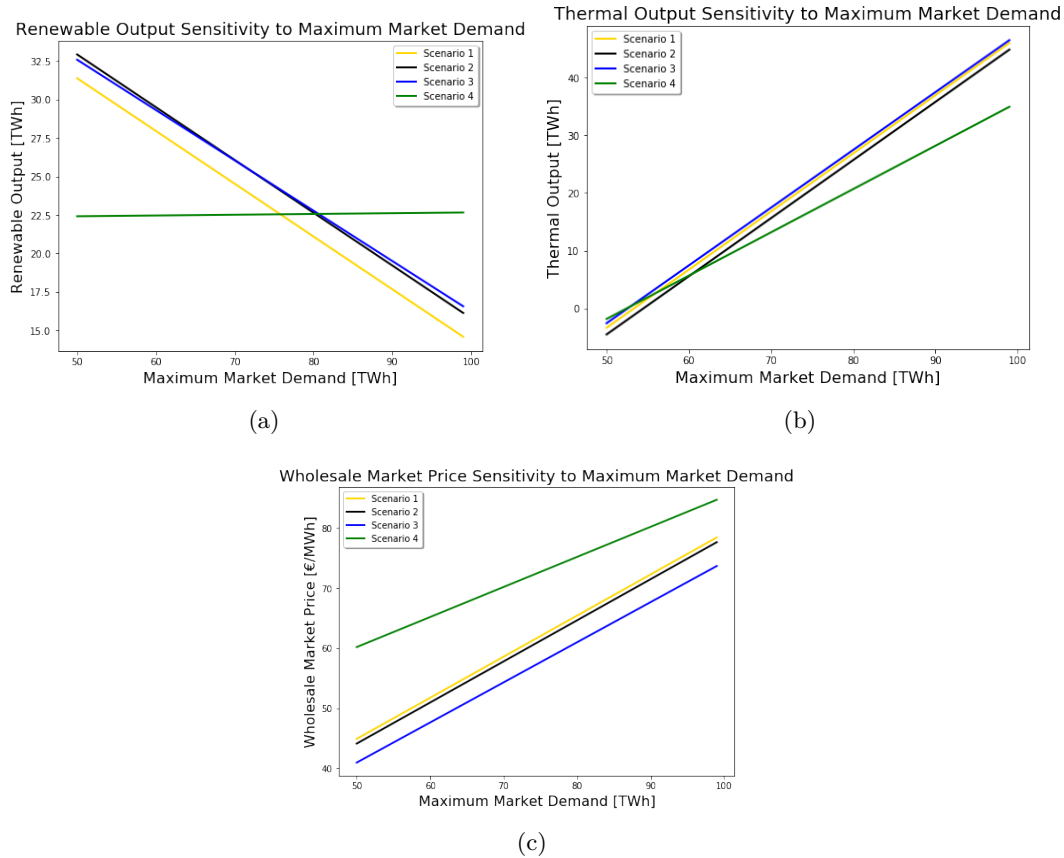 Renewable Output Sensitivity to Maximum Market Demand
Scenario 1
Scenario 2
Scenario 3
Scenario 4
32.5
30.0
27.5
25.0
22.5
20.0
17.5
15.0
Renewable Output [TWh]
50
60
70
80
90
100
Maximum Market Demand [TWh]
(a)
Thermal Output Sensitivity to Maximum Market Demand
Scenario 1
Scenario 2
Scenario 3
Scenario 4
40
30
20
10
0
Thermal Output [TWh]
50
60
70
80
90
100
Maximum Market Demand [TWh]
(b)
Wholesale Market Price Sensitivity to Maximum Market Demand
Scenario 1
Scenario 2
Scenario 3
Scenario 4
80
70
60
50
40
Wholesale Market Price [€/MWh]
50
60
70
80
90
100
Maximum Market Demand [TWh]
(c)